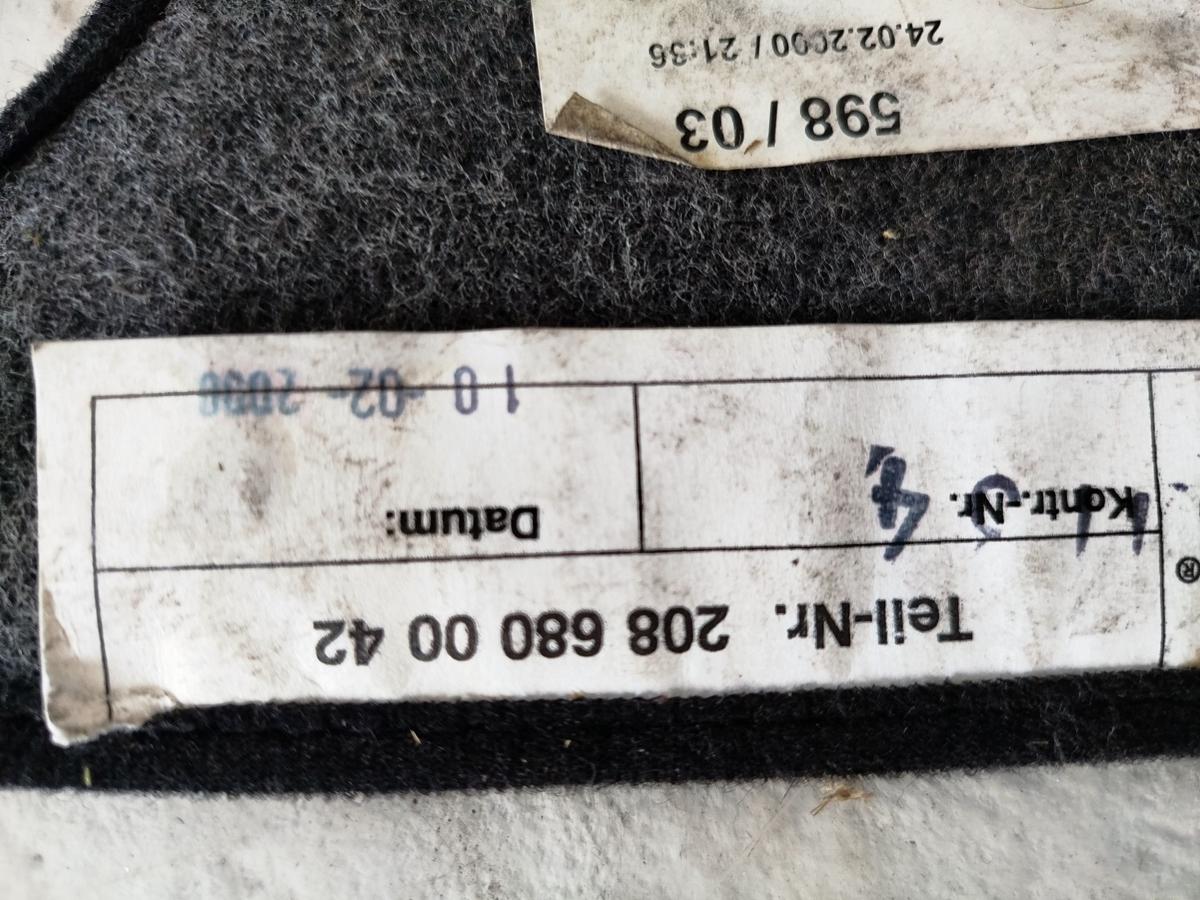 ®
Teil-Nr. 208 680 00 42
Kontr.-Nr. 4
Datum:
10-02-2000
598 / 03
24.02.2000 / 21:36